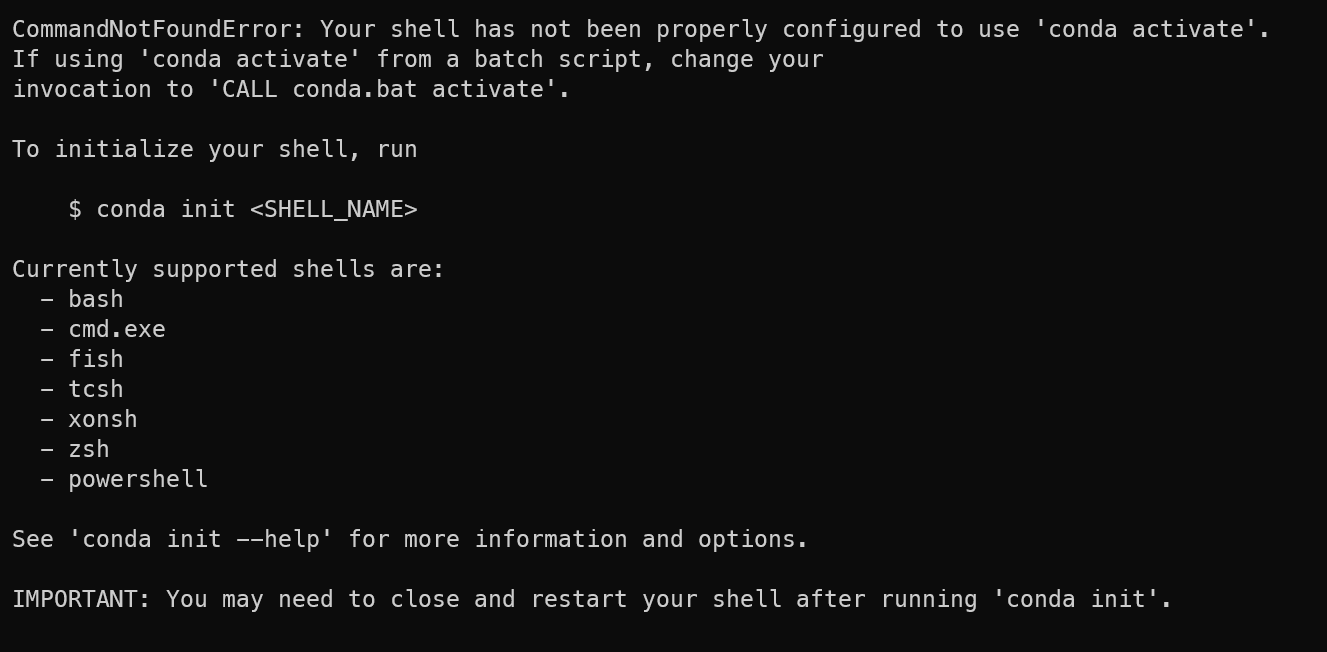 CommandNotFoundError: Your shell has not been properly configured to use 'conda activate'.
If using 'conda activate' from a batch script, change your
invocation to 'CALL conda.bat activate'.

To initialize your shell, run

    $ conda init <SHELL_NAME>

Currently supported shells are:
  - bash
  - cmd.exe
  - fish
  - tcsh
  - xonsh
  - zsh
  - powershell

See 'conda init --help' for more information and options.

IMPORTANT: You may need to close and restart your shell after running 'conda init'.